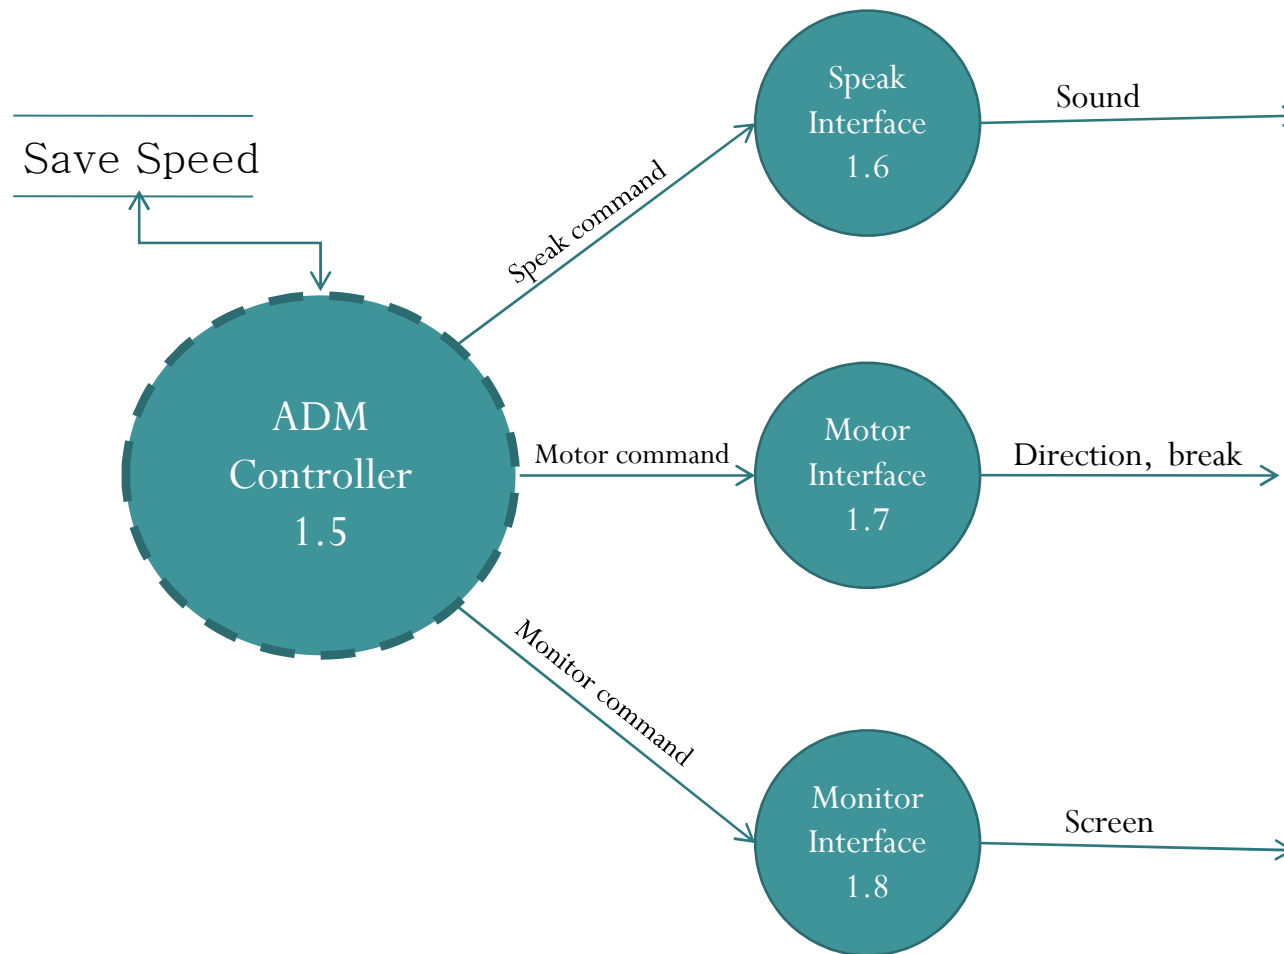 Save Speed
ADM
Controller
1.5
Speak command
Motor command
Monitor command
Speak
Interface
1.6
Sound
Motor
Interface
1.7
Direction, break
Monitor
Interface
1.8
Screen